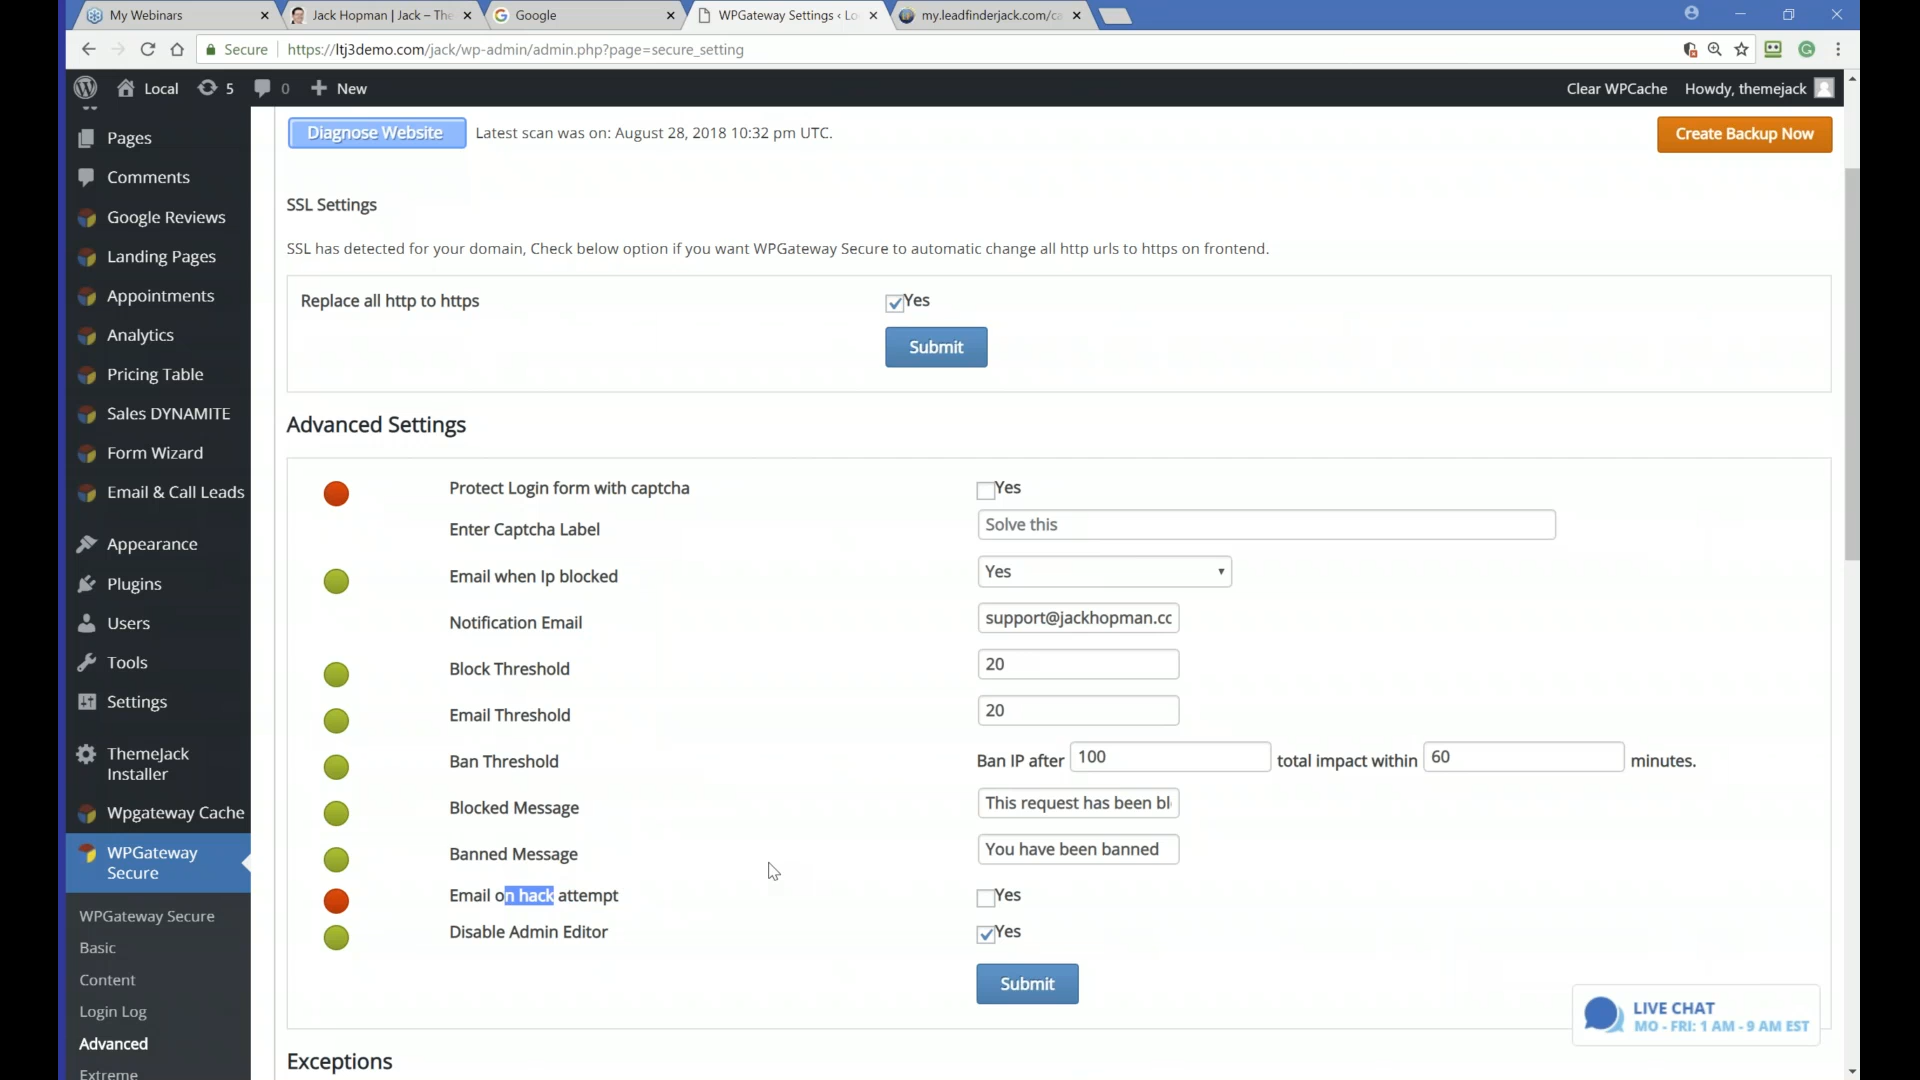 My Webinars
Jack Hopman | Jack – The
Google
WPGateway Settings ‹ Lo
my.leadfinderjack.com/ca
Secure
https://ltj3demo.com/jack/wp-admin/admin.php?page=secure_setting
Local
5
0
New
Clear WPCache
Howdy, themejack
Pages
Comments
Google Reviews
Landing Pages
Appointments
Analytics
Pricing Table
Sales DYNAMITE
Form Wizard
Email & Call Leads
Appearance
Plugins
Users
Tools
Settings
ThemeJack
Installer
Wpgateway Cache
WPGateway
Secure
WPGateway Secure
Basic
Content
Login Log
Advanced
Extreme
Diagnose Website
Latest scan was on: August 28, 2018 10:32 pm UTC.
Create Backup Now
SSL Settings
SSL has detected for your domain, Check below option if you want WPGateway Secure to automatic change all http urls to https on frontend.
Replace all http to https
Yes
Submit
Advanced Settings
Protect Login form with captcha
Yes
Enter Captcha Label
Solve this
Email when Ip blocked
Yes
Notification Email
support@jackhopman.cc
Block Threshold
20
Email Threshold
20
Ban Threshold
Ban IP after 100 total impact within 60 minutes.
Blocked Message
This request has been bl
Banned Message
You have been banned
Email on hack attempt
Yes
Disable Admin Editor
Yes
Submit
Exceptions
LIVE CHAT
MO - FRI: 1 AM - 9 AM EST